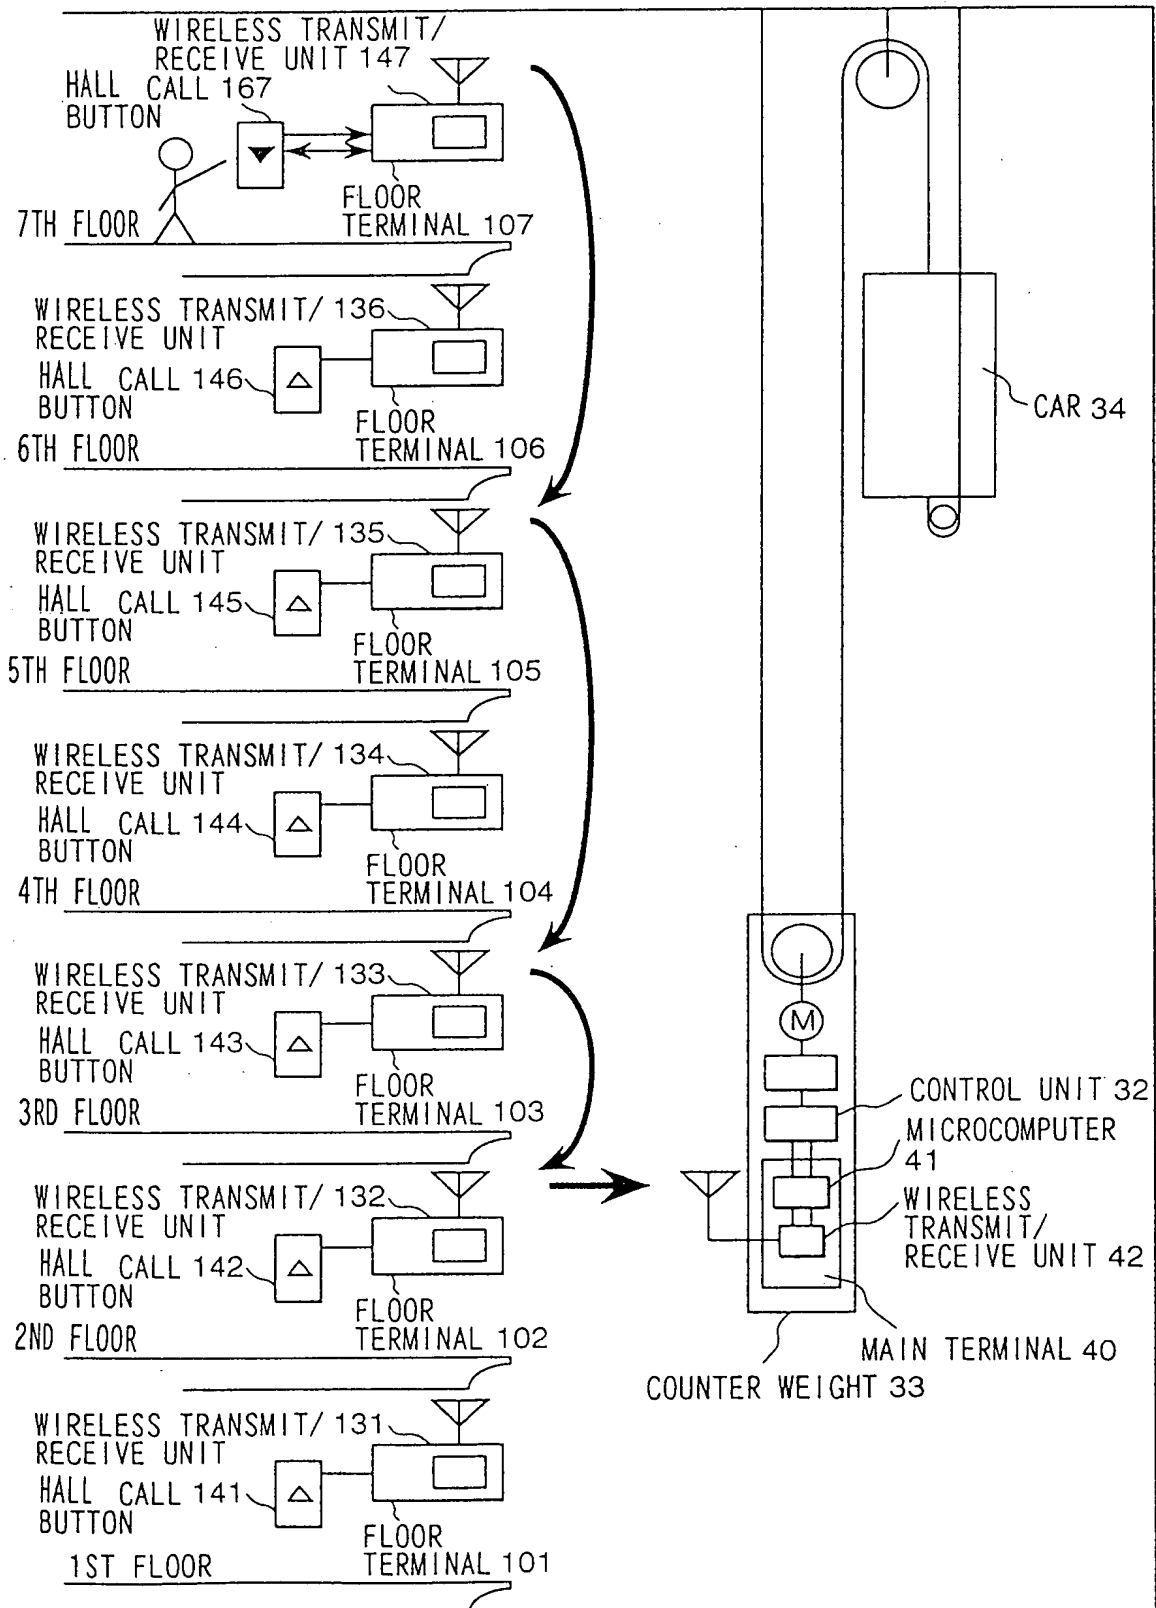 WIRELESS TRANSMIT/
RECEIVE UNIT 147
HALL CALL 167
BUTTON
FLOOR
TERMINAL 107
7TH FLOOR
WIRELESS TRANSMIT/ 136
RECEIVE UNIT
HALL CALL 146
BUTTON
FLOOR
TERMINAL 106
6TH FLOOR
CAR 34
WIRELESS TRANSMIT/ 135
RECEIVE UNIT
HALL CALL 145
BUTTON
FLOOR
TERMINAL 105
5TH FLOOR
WIRELESS TRANSMIT/ 134
RECEIVE UNIT
HALL CALL 144
BUTTON
FLOOR
TERMINAL 104
4TH FLOOR
WIRELESS TRANSMIT/ 133
RECEIVE UNIT
HALL CALL 143
BUTTON
FLOOR
TERMINAL 103
3RD FLOOR
M
CONTROL UNIT 32
MICROCOMPUTER
41
WIRELESS
TRANSMIT/
RECEIVE UNIT 42
MAIN TERMINAL 40
COUNTER WEIGHT 33
WIRELESS TRANSMIT/ 132
RECEIVE UNIT
HALL CALL 142
BUTTON
FLOOR
TERMINAL 102
2ND FLOOR
WIRELESS TRANSMIT/ 131
RECEIVE UNIT
HALL CALL 141
BUTTON
FLOOR
TERMINAL 101
1ST FLOOR